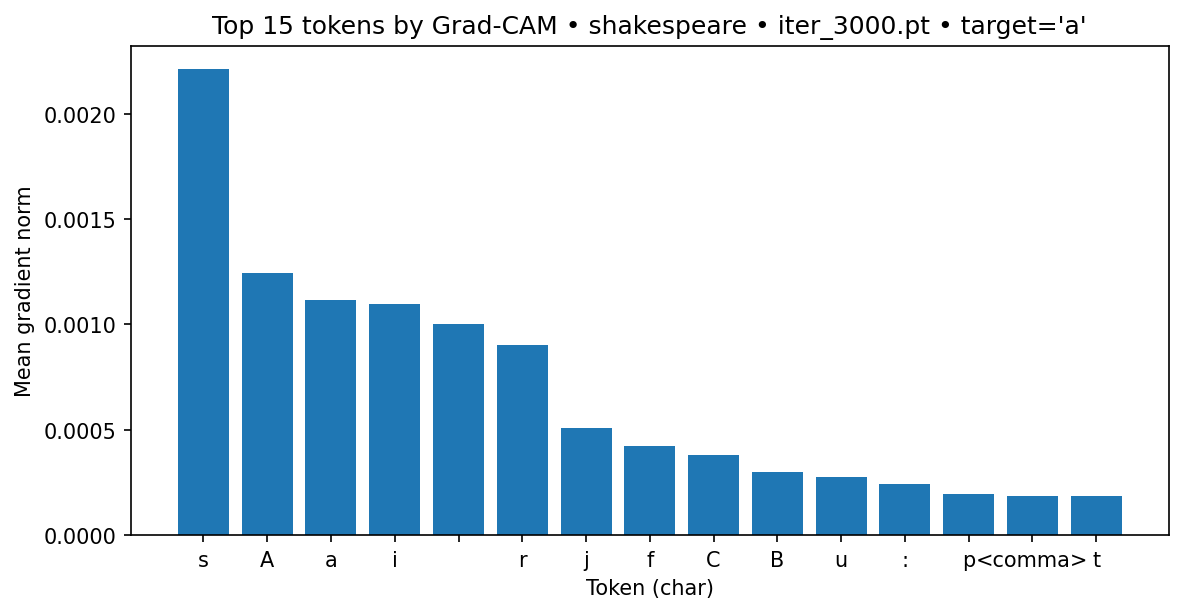 Top 15 tokens by Grad-CAM • shakespeare • iter_3000.pt • target='a'
Mean gradient norm
0.0020
0.0015
0.0010
0.0005
0.0000
s A a i r j f C B u : p <comma> t
Token (char)